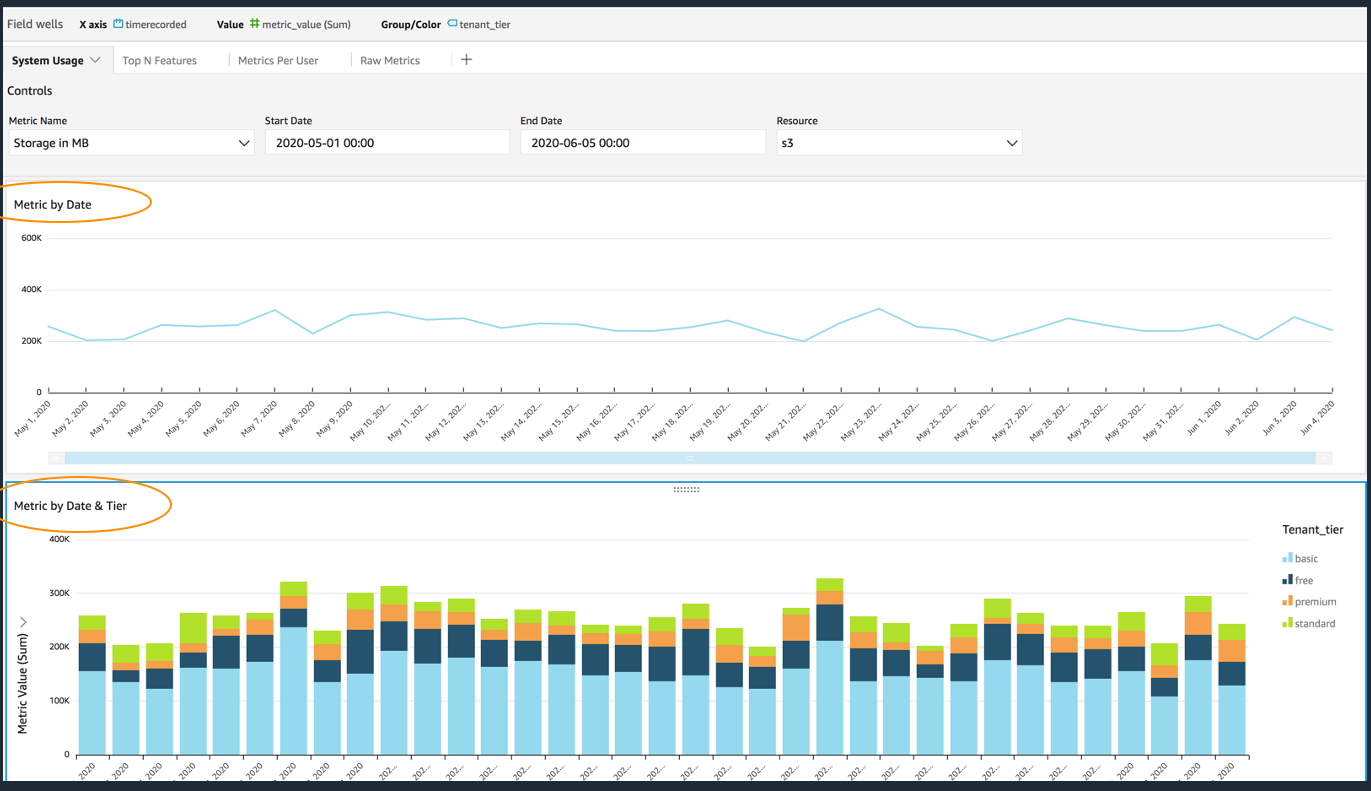 Field wells X axis timerecorded Value metric_value (Sum) Group/Color tenant_tier
System Usage Top N Features Metrics Per User Raw Metrics +
Controls
Metric Name Start Date End Date Resource
Storage in MB 2020-05-01 00:00 2020-06-05 00:00 s3
Metric by Date
600K
400K
200K
0
May 1, 2020 May 2, 2020 May 3, 2020 May 4, 2020 May 5, 2020 May 6, 2020 May 7, 2020 May 8, 2020 May 9, 2020 May 10, 202... May 11, 202... May 12, 202... May 13, 202... May 14, 202... May 15, 202... May 16, 202... May 17, 202... May 18, 202... May 19, 202... May 20, 202... May 21, 202... May 22, 202... May 23, 202... May 24, 202... May 25, 202... May 26, 202... May 27, 202... May 28, 202... May 29, 202... May 30, 202... May 31, 202... Jun 1, 2020 Jun 2, 2020 Jun 3, 2020 Jun 4, 2020
Metric by Date & Tier
Metric Value (Sum)
400K
300K
200K
100K
0
, 2020 , 2020 , 2020 , 2020 , 2020 , 2020 , 2020 , 2020 , 2020 202... 202... 202... 202... 202... 202... 202... 202... 202... 202... 202... 202... 202... 202... 202... 202... 202... 202... 202... 202... 202... 202... , 2020 , 2020 , 2020 , 2020
Tenant_tier
basic
free
premium
standard